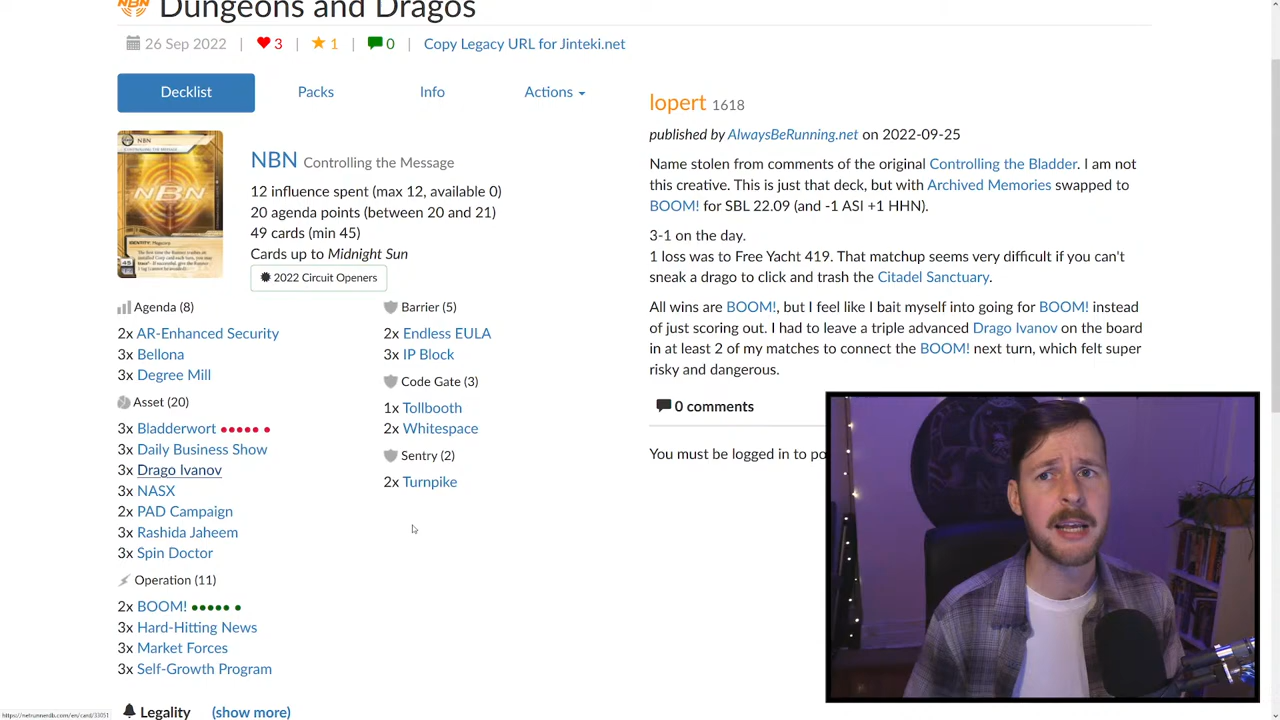 NBN
Dungeons and Dragos
26 Sep 2022 | 3 | 1 | 0 | Copy Legacy URL for Jinteki.net
Decklist
Packs
Info
Actions
NBN
NBN
45
NBN Controlling the Message
12 influence spent (max 12, available 0)
20 agenda points (between 20 and 21)
49 cards (min 45)
Cards up to Midnight Sun
2022 Circuit Openers
Agenda (8)
2x AR-Enhanced Security
3x Bellona
3x Degree Mill
Asset (20)
3x Bladderwort
3x Daily Business Show
3x Drago Ivanov
3x NASX
2x PAD Campaign
3x Rashida Jaheem
3x Spin Doctor
Operation (11)
2x BOOM!
3x Hard-Hitting News
3x Market Forces
3x Self-Growth Program
Barrier (5)
2x Endless EULA
3x IP Block
Code Gate (3)
1x Tollbooth
2x Whitespace
Sentry (2)
2x Turnpike
Legality (show more)
lopert 1618
published by AlwaysBeRunning.net on 2022-09-25
Name stolen from comments of the original Controlling the Bladder. I am not
this creative. This is just that deck, but with Archived Memories swapped to
BOOM! for SBL 22.09 (and -1 ASI +1 HHN).
3-1 on the day.
1 loss was to Free Yacht 419. That matchup seems very difficult if you can't
sneak a drago to click and trash the Citadel Sanctuary.
All wins are BOOM!, but I feel like I bait myself into going for BOOM! instead
of just scoring out. I had to leave a triple advanced Drago Ivanov on the board
in at least 2 of my matches to connect the BOOM! next turn, which felt super
risky and dangerous.
0 comments
You must be logged in to po
https://netrunnerdb.com/en/card/33051